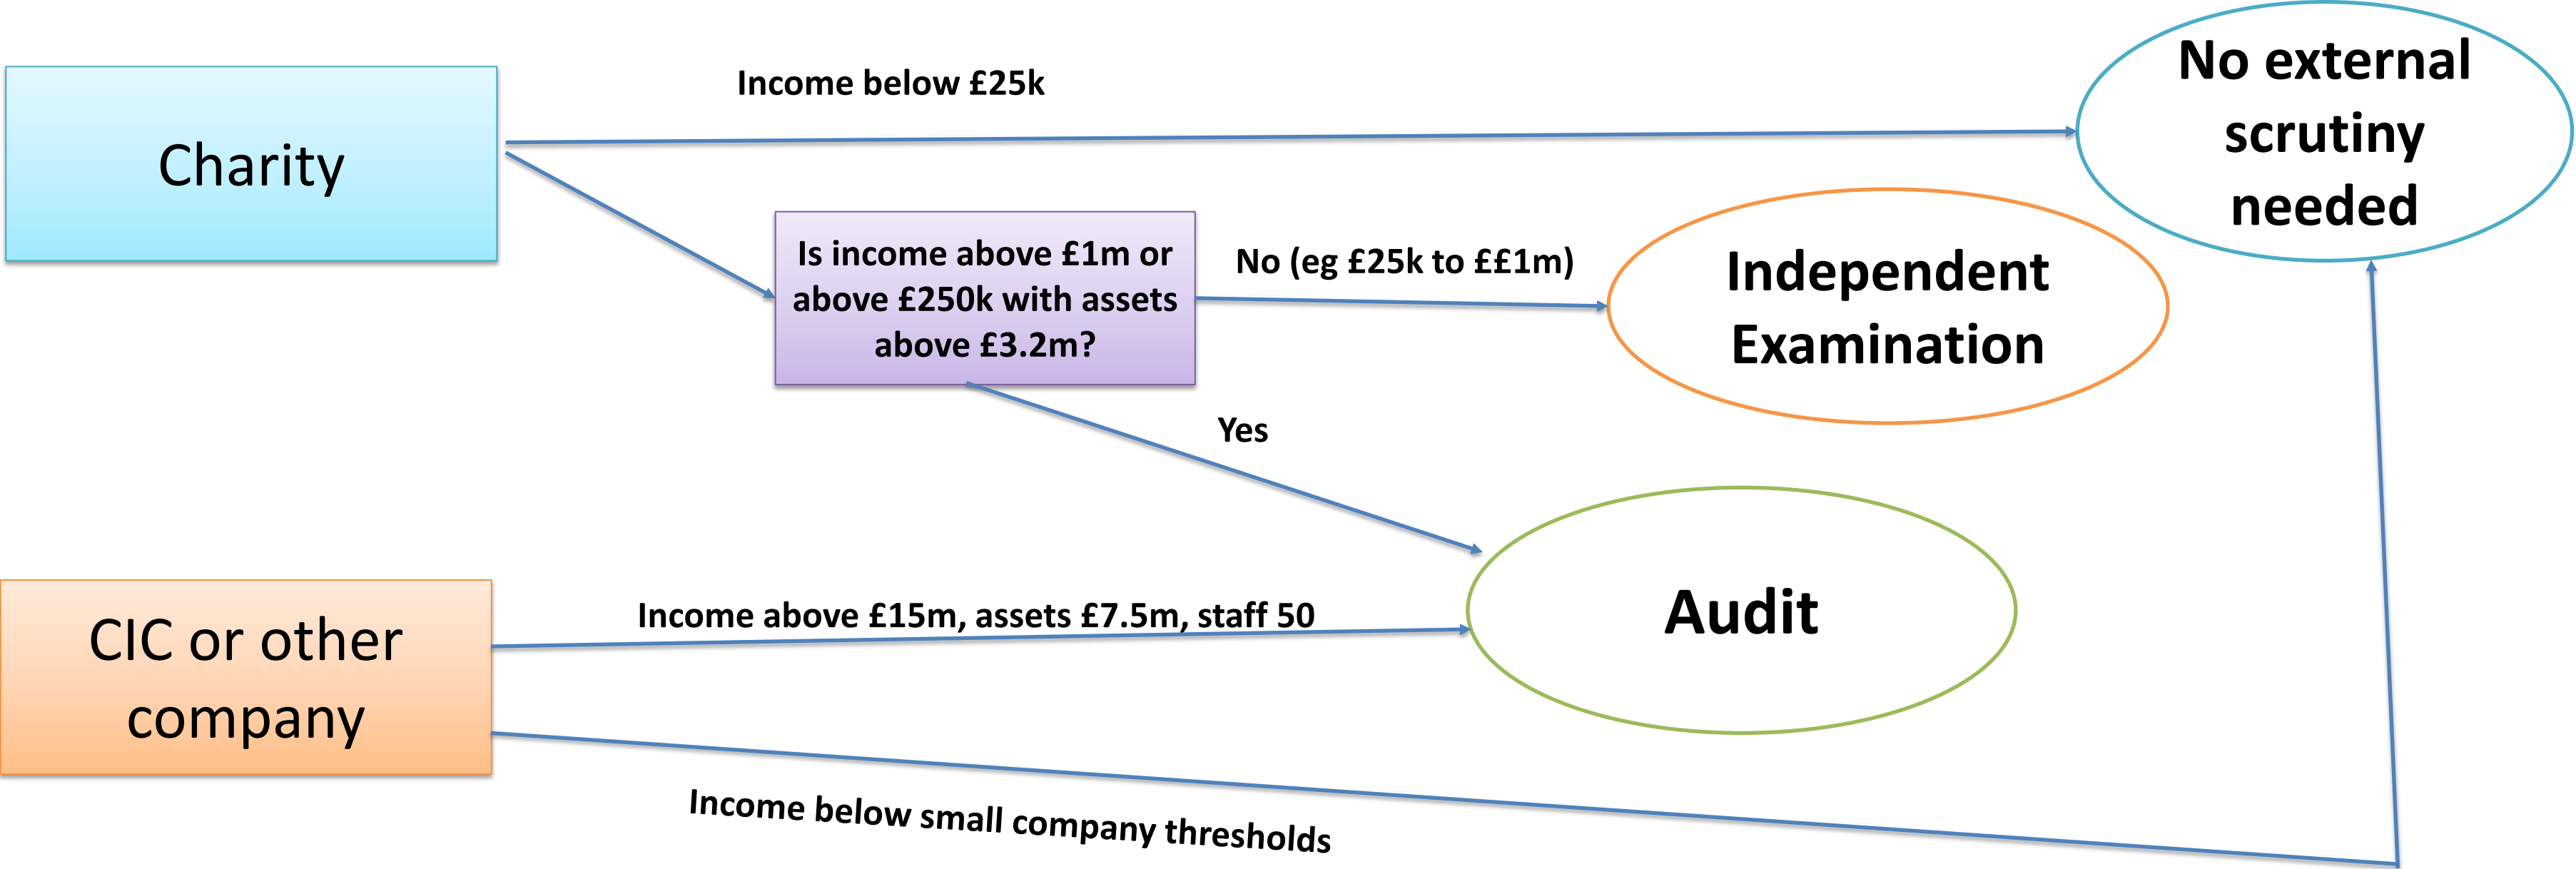 Charity
Income below £25k
No external
scrutiny
needed
Is income above £1m or
above £250k with assets
above £3.2m?
No (eg £25k to ££1m)
Independent
Examination
Yes
CIC or other
company
Income above £15m, assets £7.5m, staff 50
Audit
Income below small company thresholds